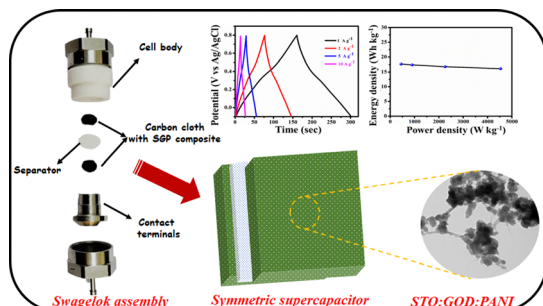 Cell body
Carbon cloth
with SGP composite
Separator
Contact
terminals
Swagelok assembly
Potential (V vs Ag/AgCl)
0.8
0.6
0.4
0.2
0.0
1 A g⁻¹
2 A g⁻¹
5 A g⁻¹
10 A g⁻¹
0 50 100 150 200 250 300
Time (sec)
Energy density (Wh kg⁻¹)
30
25
20
15
10
5
0
1000 2000 3000 4000 5000
Power density (W kg⁻¹)
Symmetric supercapacitor
STO:GOD:PANI